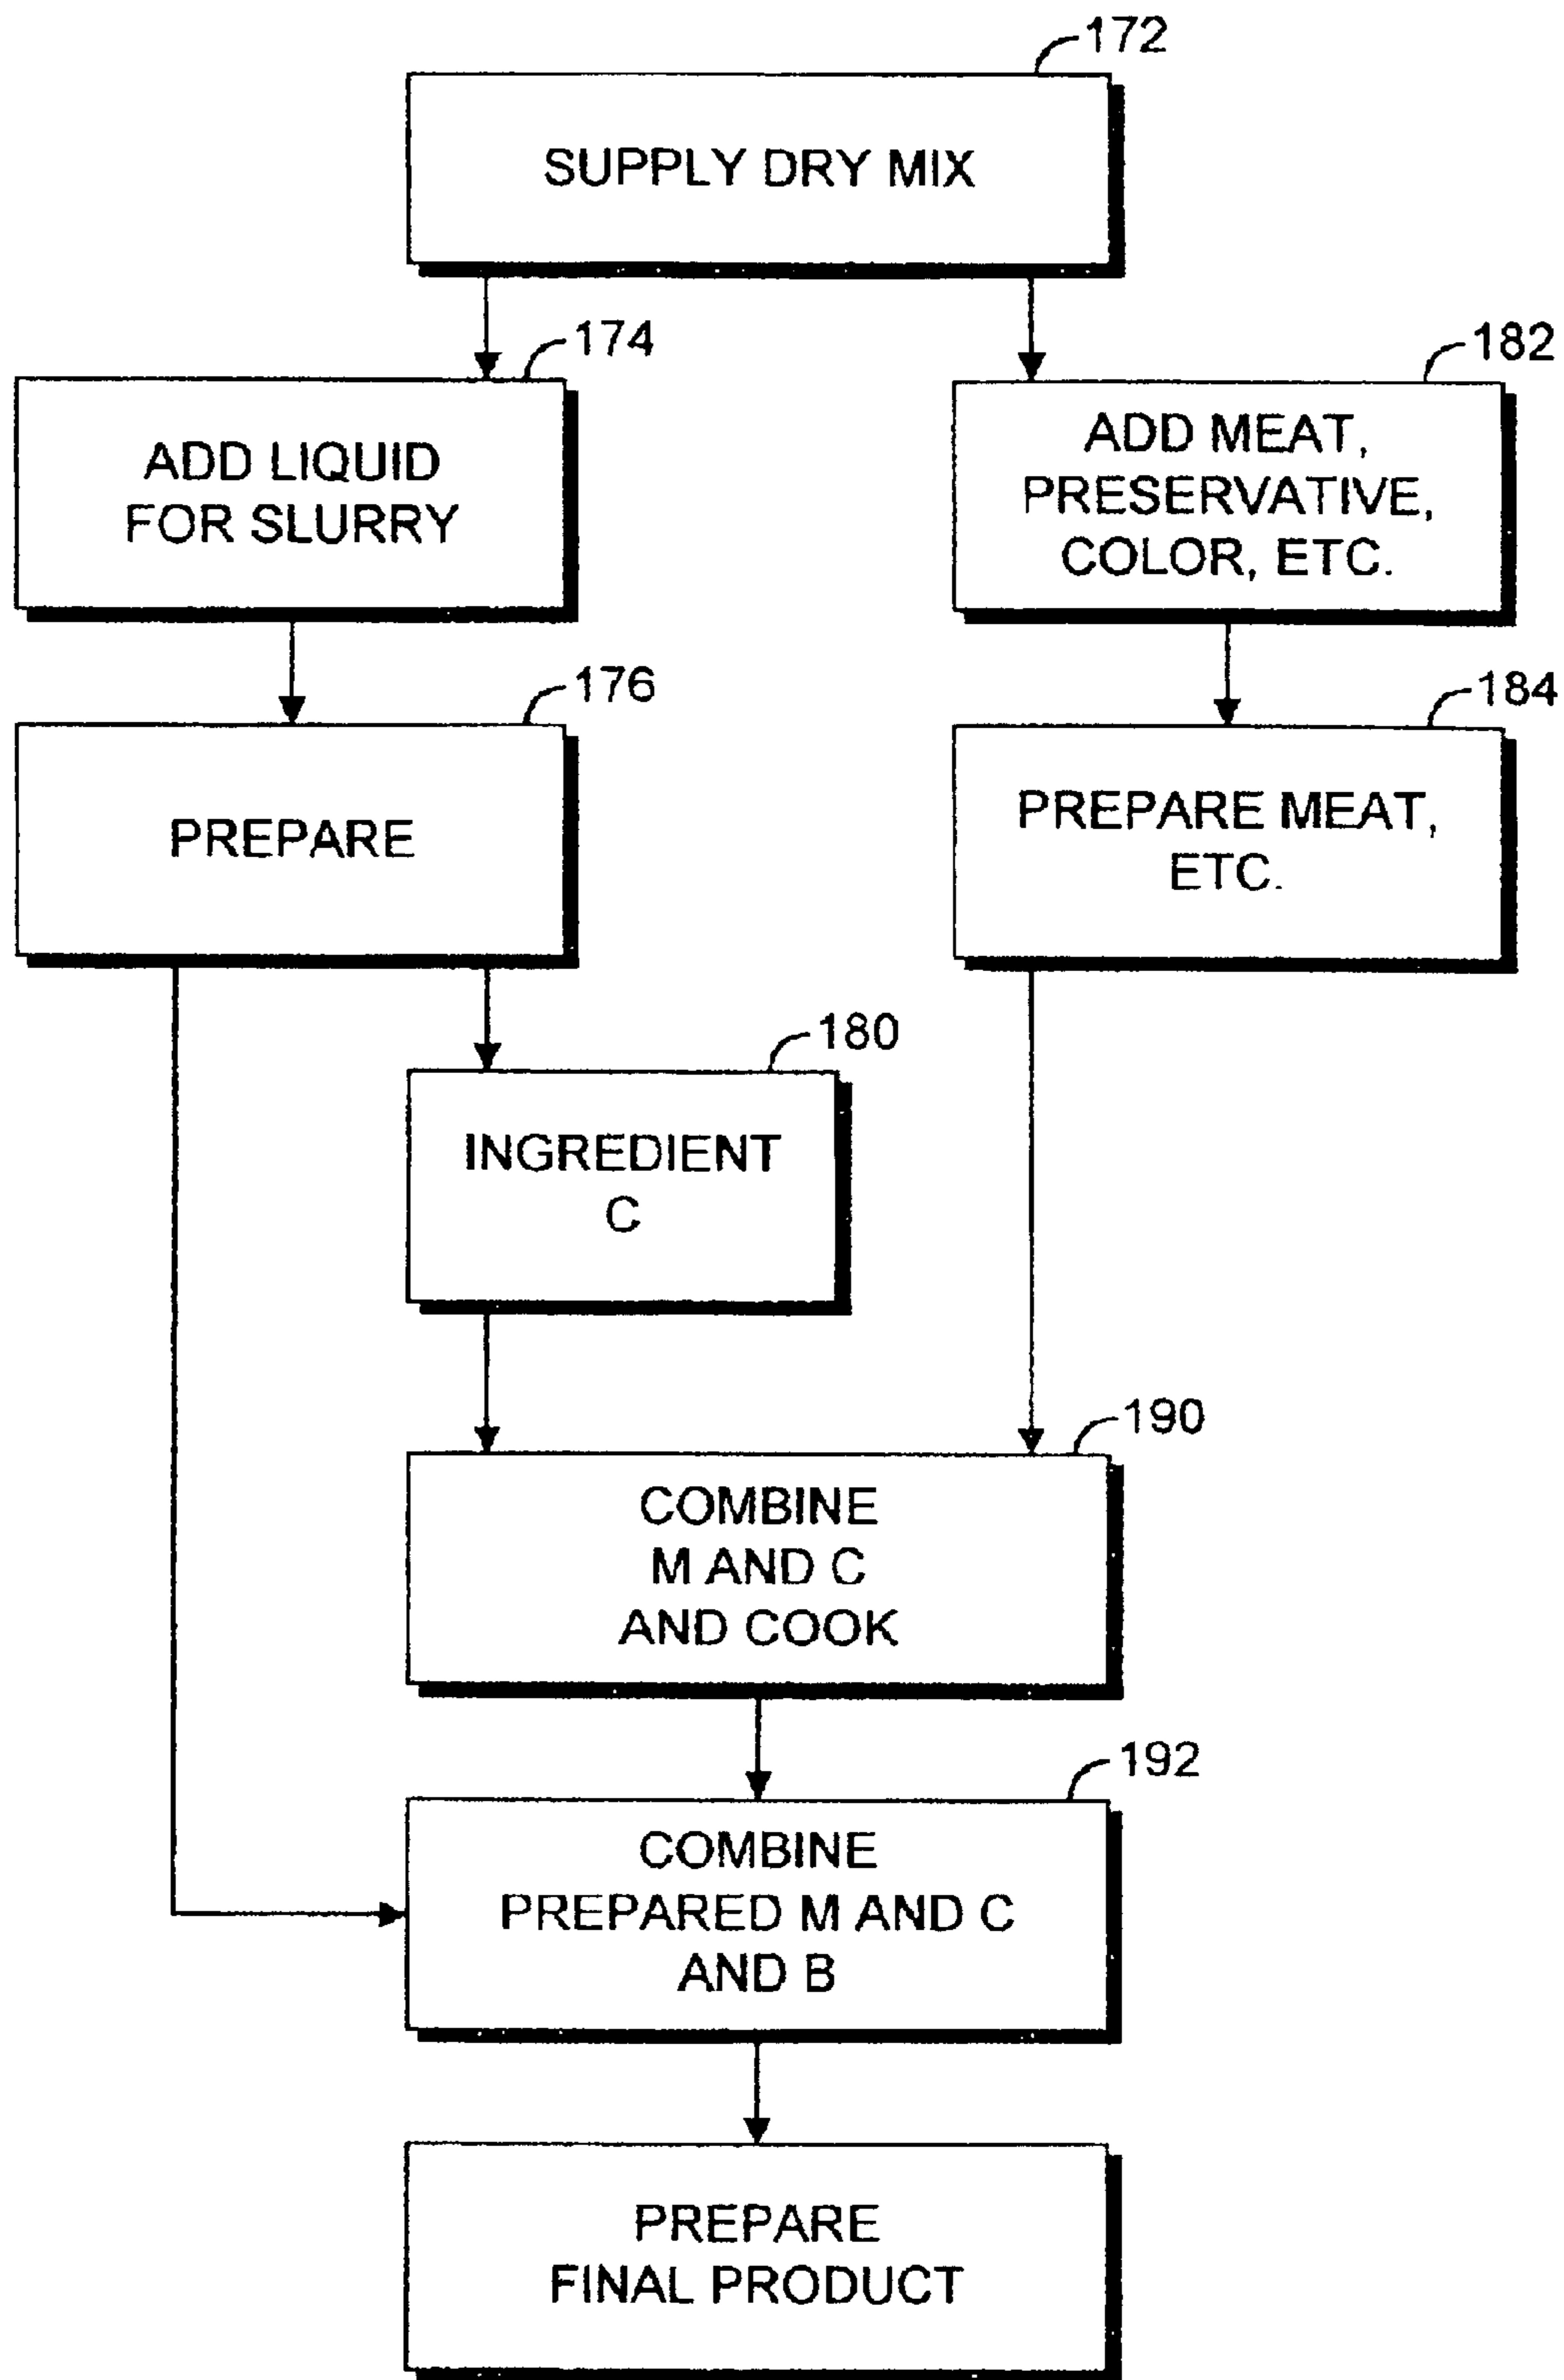 172
SUPPLY DRY MIX
174
ADD LIQUID
FOR SLURRY
182
ADD MEAT,
PRESERVATIVE,
COLOR, ETC.
176
PREPARE
184
PREPARE MEAT,
ETC.
180
INGREDIENT
C
190
COMBINE
M AND C
AND COOK
192
COMBINE
PREPARED M AND C
AND B
PREPARE
FINAL PRODUCT